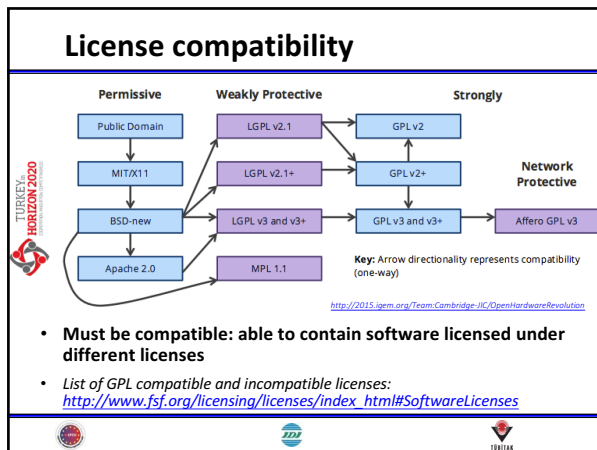 License compatibility
Permissive
Weakly Protective
Strongly
Public Domain
LGPL v2.1
GPL v2
MIT/X11
LGPL v2.1+
GPL v2+
Network
Protective
BSD-new
LGPL v3 and v3+
GPL v3 and v3+
Affero GPL v3
Apache 2.0
MPL 1.1
Key: Arrow directionality represents compatibility
(one-way)
TURKEY in
HORIZON 2020
http://2015.igem.org/Team:Cambridge-JIC/OpenHardwareRevolution
• Must be compatible: able to contain software licensed under
different licenses
• List of GPL compatible and incompatible licenses:
http://www.fsf.org/licensing/licenses/index_html#SoftwareLicenses
TÜBİTAK